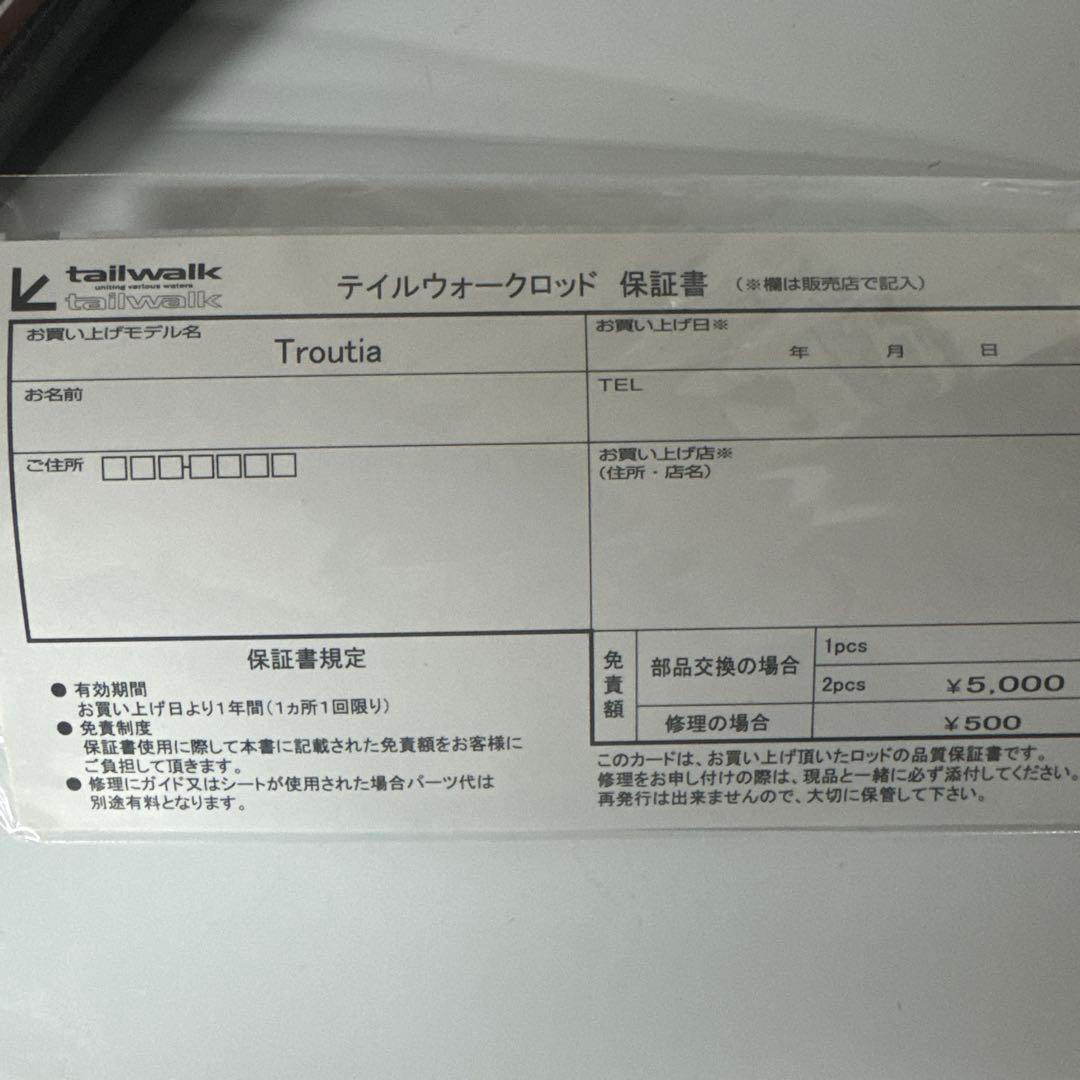 tailwalk
uniting various waters
tailwalk
テイルウォークロッド 保証書 (※欄は販売店で記入)
お買い上げモデル名
Troutia
お買い上げ日※
年 月 日
お名前
TEL
ご住所 □□□-□□□□
お買い上げ店※
(住所・店名)
免責額
部品交換の場合
1pcs
2pcs ¥5,000
修理の場合 ¥500
保証書規定
● 有効期間
お買い上げ日より1年間(1ヵ所1回限り)
● 免責制度
保証書使用に際して本書に記載された免責額をお客様に
ご負担して頂きます。
● 修理にガイド又はシートが使用された場合パーツ代は
別途有料となります。
このカードは、お買い上げ頂いたロッドの品質保証書です。
修理をお申し付けの際は、現品と一緒に必ず添付してください。
再発行は出来ませんので、大切に保管して下さい。